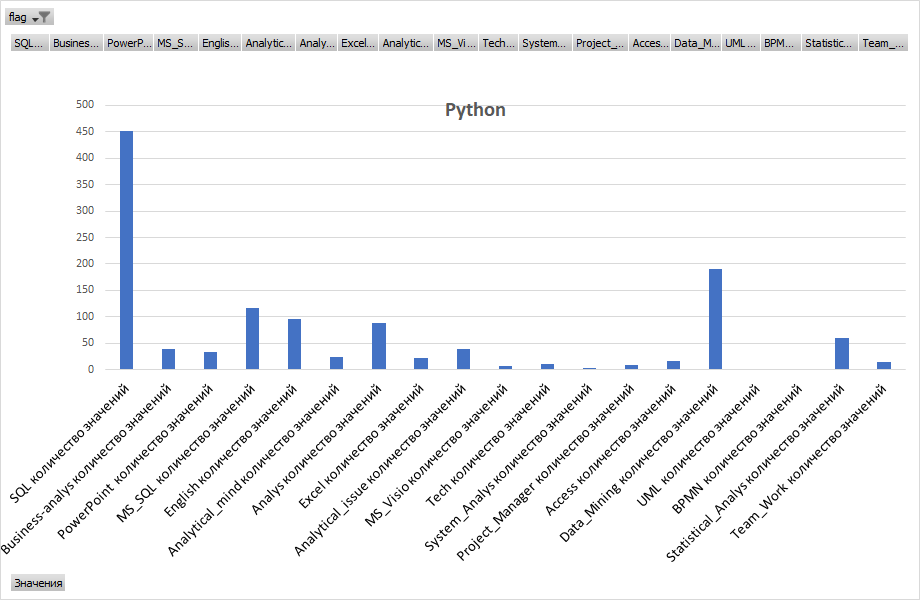 flag
SQL... Business... PowerP... MS_S... Englis... Analytic... Analy... Excel... Analytic... MS_Vi... Tech... System... Project_... Acces... Data_M... UML... BPM... Statistic... Team_...
Python
500
450
400
350
300
250
200
150
100
50
0
SQL количество значений
Business-analys количество значений
PowerPoint количество значений
MS_SQL количество значений
English количество значений
Analytical_mind количество значений
Analys количество значений
Excel количество значений
Analytical_issue количество значений
MS_Visio количество значений
Tech количество значений
System_Analys количество значений
Project_Manager количество значений
Access количество значений
Data_Mining количество значений
UML количество значений
BPMN количество значений
Statistical_Analys количество значений
Team_Work количество значений
Значения